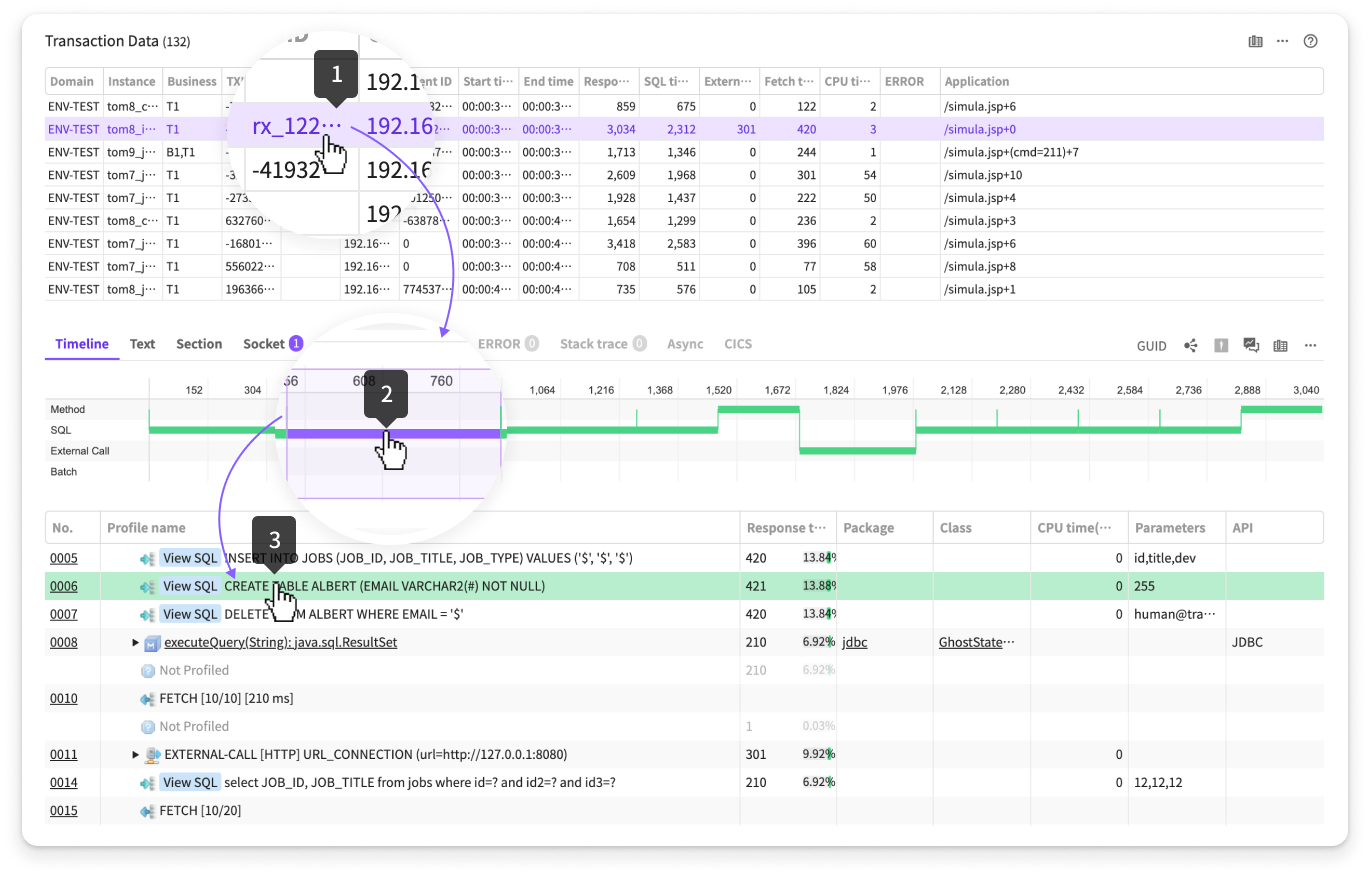 Transaction Data (132)
Domain Instance Business Start ti··· End time Respo··· SQL ti··· Extern··· Fetch t··· CPU ti··· ERROR Application
1
192.1
ENV-TEST tom8_c··· T1 00:00:3··· 00:00:3··· 859 675 0 122 2 /simula.jsp+6
ENV-TEST tom8_i··· T1 rx_122··· 192.16 00:00:3··· 00:00:3··· 3,034 2,312 301 420 3 /simula.jsp+0
ENV-TEST tom9_j··· B1,T1 00:00:3··· 00:00:3··· 1,713 1,346 0 244 1 /simula.jsp+(cmd=211)+7
-41932 192.16
ENV-TEST tom7_j··· T1 00:00:3··· 00:00:3··· 2,609 1,968 0 301 54 /simula.jsp+10
ENV-TEST tom7_j··· T1 00:00:3··· 00:00:3··· 1,928 1,437 0 222 50 /simula.jsp+4
192
ENV-TEST tom8_c··· T1 632760··· -63878··· 00:00:3··· 00:00:4··· 1,654 1,299 0 236 2 /simula.jsp+3
ENV-TEST tom7_j··· T1 -16801··· 192.16··· 0 00:00:3··· 00:00:4··· 3,418 2,583 0 396 60 /simula.jsp+6
ENV-TEST tom7_j··· T1 556022··· 192.16··· 0 00:00:3··· 00:00:4··· 708 511 0 77 58 /simula.jsp+8
ENV-TEST tom8_j··· T1 196366··· 192.16··· 774537··· 00:00:4··· 00:00:4··· 735 576 0 105 2 /simula.jsp+1
Timeline Text Section Socket 1 ERROR 0 Stack trace 0 Async CICS
GUID
152 304 56 608 760 1,064 1,216 1,368 1,520 1,672 1,824 1,976 2,128 2,280 2,432 2,584 2,736 2,888 3,040
2
Method
SQL
External Call
Batch
No. Profile name Response t··· Package Class CPU time(··· Parameters API
3
0005 View SQL INSERT INTO JOBS (JOB_ID, JOB_TITLE, JOB_TYPE) VALUES ('$', '$', '$') 420 13.84% 0 id,title,dev
0006 View SQL CREATE TABLE ALBERT (EMAIL VARCHAR2(#) NOT NULL) 421 13.88% 0 255
0007 View SQL DELETE FROM ALBERT WHERE EMAIL = '$' 420 13.84% 0 human@tra···
0008 executeQuery(String): java.sql.ResultSet 210 6.92% jdbc GhostState··· JDBC
Not Profiled 210 6.92%
0010 FETCH [10/10] [210 ms]
Not Profiled 1 0.03%
0011 EXTERNAL-CALL [HTTP] URL_CONNECTION (url=http://127.0.0.1:8080) 301 9.92% 0
0014 View SQL select JOB_ID, JOB_TITLE from jobs where id=? and id2=? and id3=? 210 6.92% 0 12,12,12
0015 FETCH [10/20]